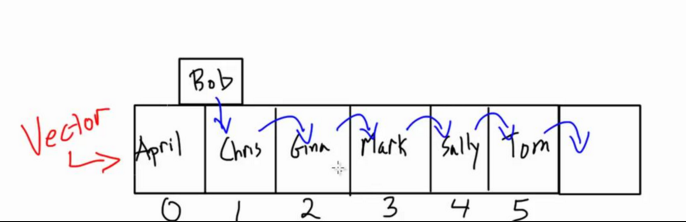 Bob
Vector
April Chris Gina Mark Sally Tom
0 1 2 3 4 5